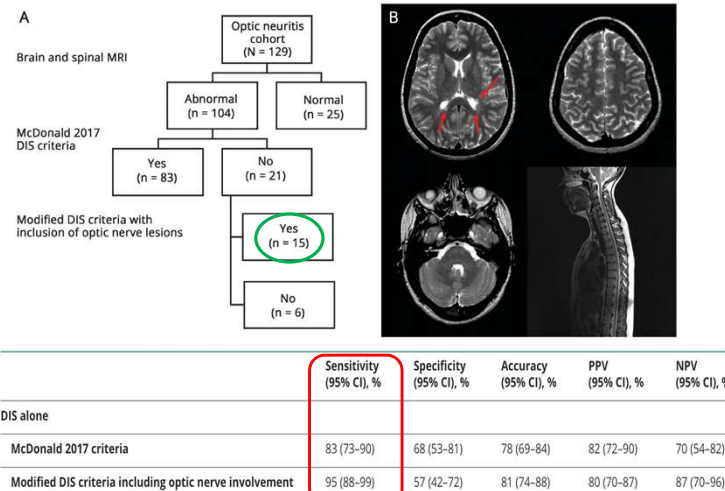 A
B
Optic neuritis
cohort
(N = 129)
Brain and spinal MRI
Abnormal
(n = 104)
Normal
(n = 25)
McDonald 2017
DIS criteria
Yes
(n = 83)
No
(n = 21)
Modified DIS criteria with
inclusion of optic nerve lesions
Yes
(n = 15)
No
(n = 6)
Sensitivity Specificity Accuracy PPV NPV
(95% CI), % (95% CI), % (95% CI), % (95% CI), % (95% CI), %
DIS alone
McDonald 2017 criteria 83 (73–90) 68 (53–81) 78 (69–84) 82 (72–90) 70 (54–82)
Modified DIS criteria including optic nerve involvement 95 (88–99) 57 (42–72) 81 (74–88) 80 (70–87) 87 (70–96)